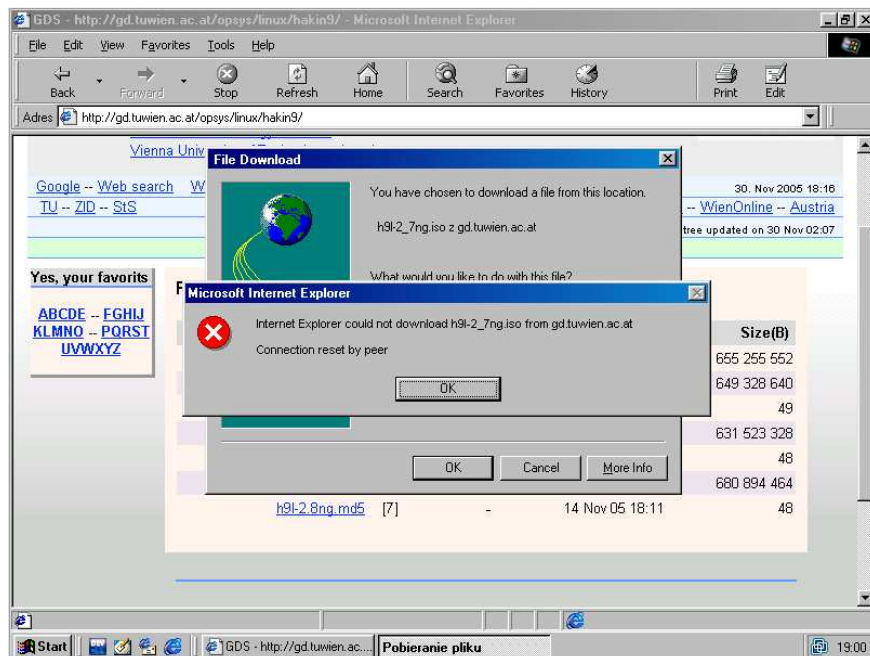 GDS - http://gd.tuwien.ac.at/opsys/linux/hakin9/ - Microsoft Internet Explorer
File Edit View Favorites Tools Help
Back Forward Stop Refresh Home Search Favorites History Print Edit
Adres http://gd.tuwien.ac.at/opsys/linux/hakin9/
Vienna Univ
Google -- Web search W
30. Nov 2005 18:16
TU -- ZID -- StS
-- WienOnline -- Austria
tree updated on 30 Nov 02:07
File Download
You have chosen to download a file from this location.
h9l-2_7ng.iso z gd.tuwien.ac.at
What would you like to do with this file?
Yes, your favorits
ABCDE -- FGHIJ
KLMNO -- PQRST
UVWXYZ
Microsoft Internet Explorer
Internet Explorer could not download h9l-2_7ng.iso from gd.tuwien.ac.at
Connection reset by peer
OK
Size(B)
655 255 552
649 328 640
49
631 523 328
48
680 894 464
OK Cancel More Info
h9l-2.8ng.md5 [7] - 14 Nov 05 18:11 48
Start GDS - http://gd.tuwien.ac.... Pobieranie pliku 19:00